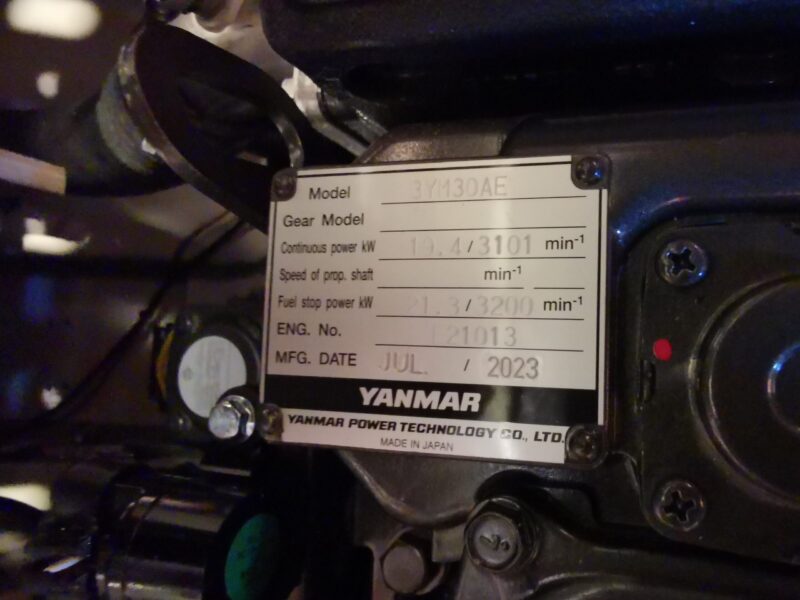 Model 3YM30AE
Gear Model
Continuous power kW 19.4 / 3101 min-1
Speed of prop. shaft min-1
Fuel stop power kW 21.3 / 3200 min-1
ENG. No. E21013
MFG. DATE JUL. / 2023
YANMAR
YANMAR POWER TECHNOLOGY CO., LTD.
MADE IN JAPAN